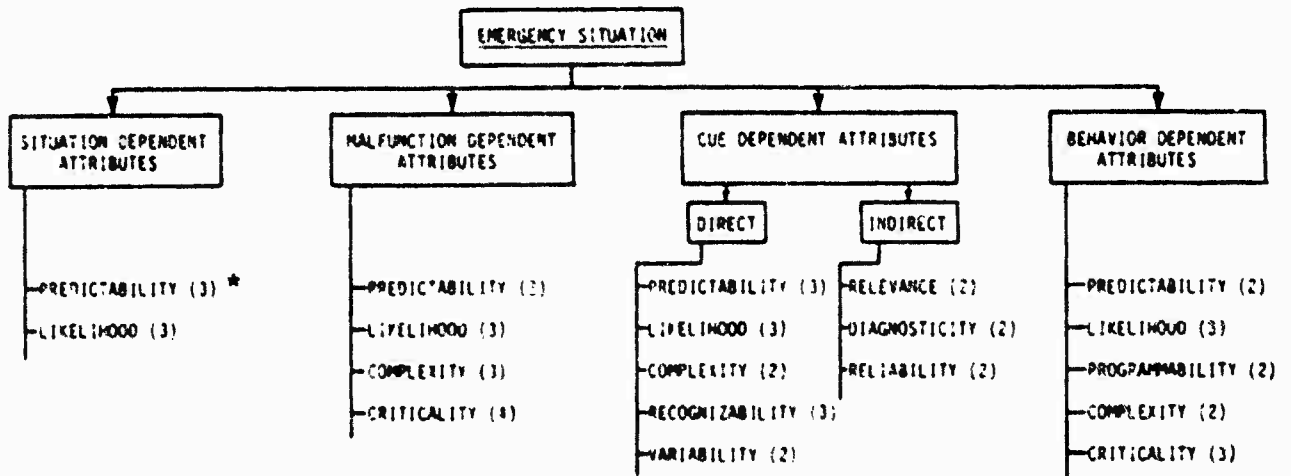 EMERGENCY SITUATION
SITUATION DEPENDENT
ATTRIBUTES
MALFUNCTION DEPENDENT
ATTRIBUTES
CUE DEPENDENT ATTRIBUTES
BEHAVIOR DEPENDENT
ATTRIBUTES
DIRECT
INDIRECT
PREDICTABILITY (3) *
LIKELIHOOD (3)
PREDICTABILITY
LIKELIHOOD (3)
COMPLEXITY (3)
CRITICALITY (4)
PREDICTABILITY (3)
LIKELIHOOD (3)
COMPLEXITY (2)
RECOGNIZABILITY (3)
VARIABILITY (2)
RELEVANCE (2)
DIAGNOSTICITY (2)
RELIABILITY (2)
PREDICTABILITY (2)
LIKELIHOOD (3)
PROGRAMMABILITY (2)
COMPLEXITY (2)
CRITICALITY (3)